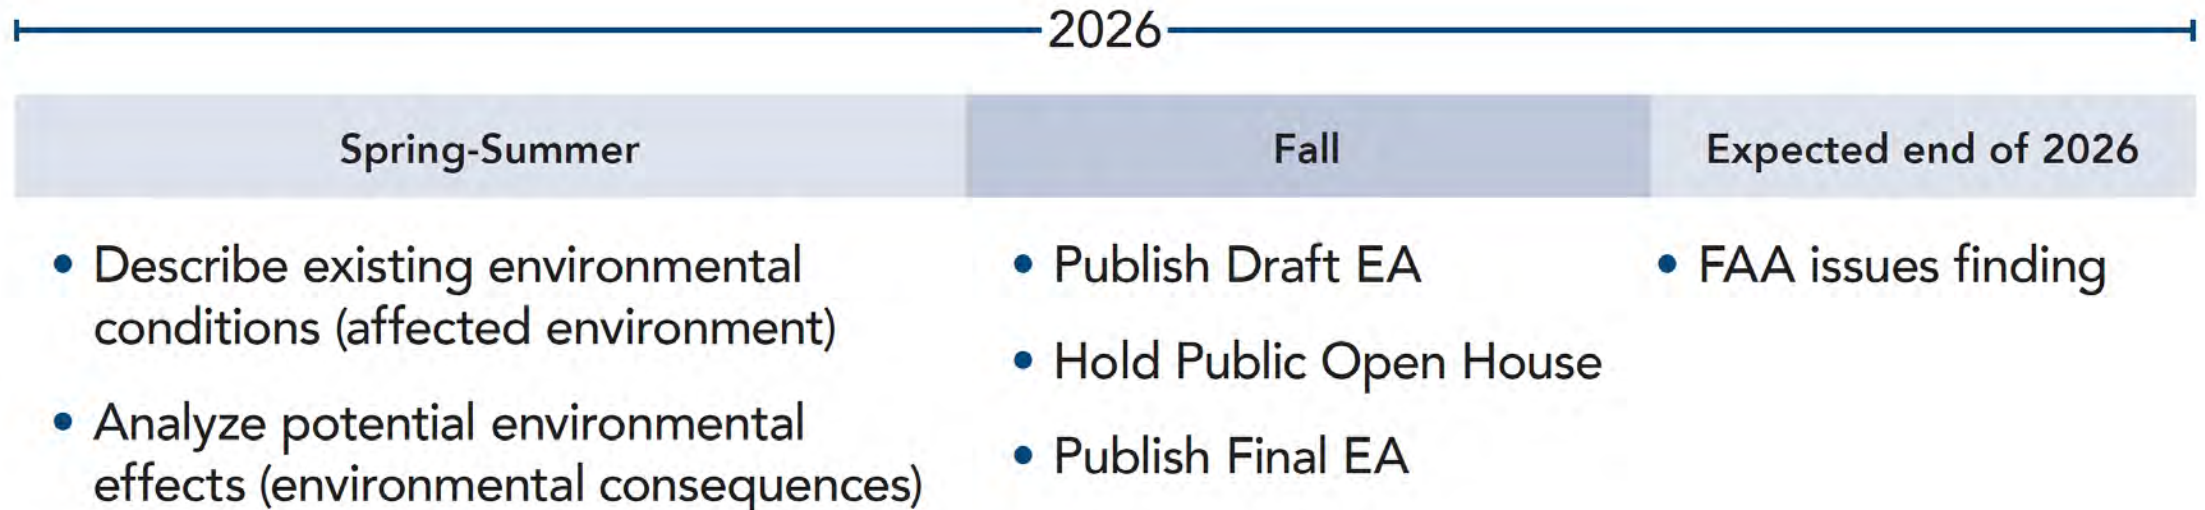 2026
Spring-Summer
Fall
Expected end of 2026
• Describe existing environmental
conditions (affected environment)
• Analyze potential environmental
effects (environmental consequences)
• Publish Draft EA
• Hold Public Open House
• Publish Final EA
• FAA issues finding